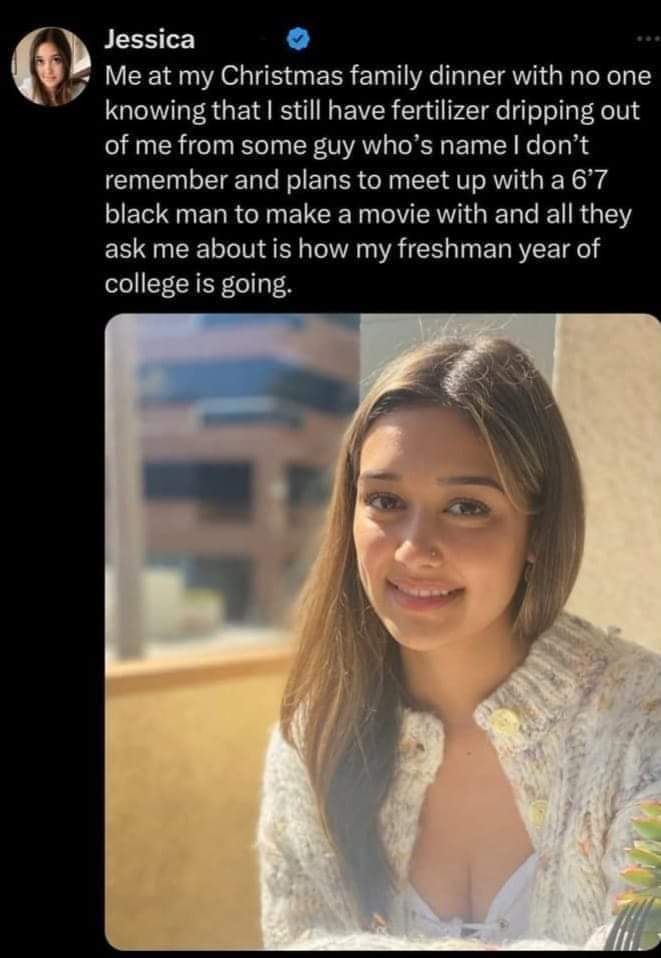 Jessica
Me at my Christmas family dinner with no one
knowing that I still have fertilizer dripping out
of me from some guy who’s name I don’t
remember and plans to meet up with a 6’7
black man to make a movie with and all they
ask me about is how my freshman year of
college is going.